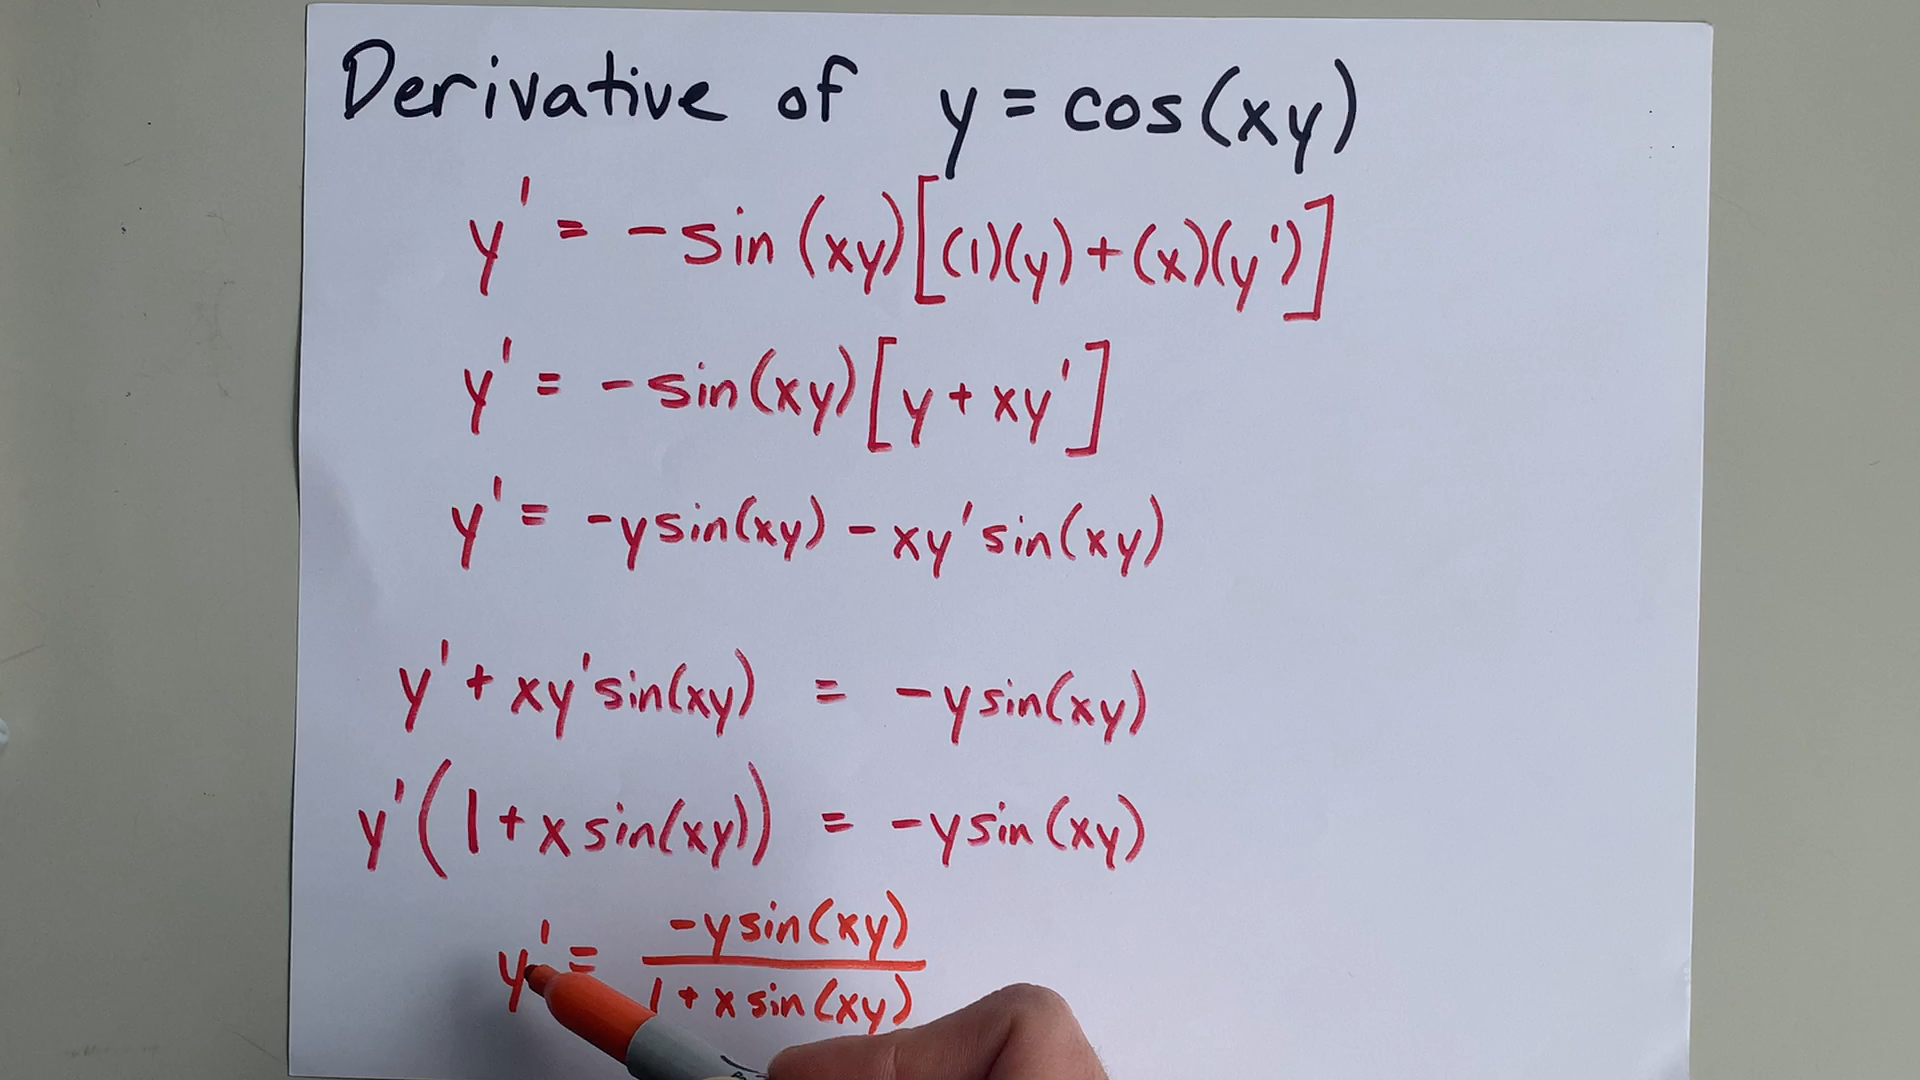 Derivative of y = cos(xy)
y' = -sin(xy)[(1)(y)+(x)(y')]
y' = -sin(xy)[y + xy']
y' = -ysin(xy) - xy'sin(xy)
y' + xy'sin(xy) = -ysin(xy)
y'(1+xsin(xy)) = -ysin(xy)
y' = -ysin(xy)
1 + x sin(xy)